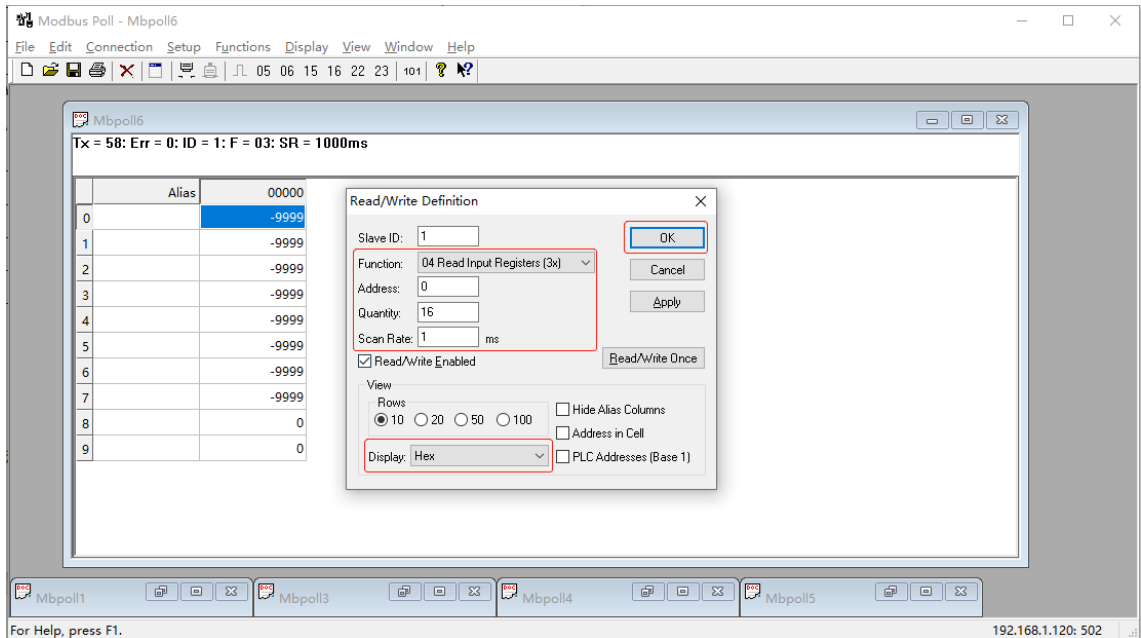 Modbus Poll - Mbpoll6
File Edit Connection Setup Functions Display View Window Help
05 06 15 16 22 23 101
Mbpoll6
Tx = 58: Err = 0: ID = 1: F = 03: SR = 1000ms
Alias 00000
0 -9999
1 -9999
2 -9999
3 -9999
4 -9999
5 -9999
6 -9999
7 -9999
8 0
9 0
Read/Write Definition
Slave ID: 1
OK
Function: 04 Read Input Registers (3x)
Cancel
Address: 0
Quantity: 16
Apply
Scan Rate: 1 ms
Read/Write Enabled
Read/Write Once
View
Rows
10 20 50 100
Hide Alias Columns
Address in Cell
Display: Hex
PLC Addresses (Base 1)
Mbpoll1 Mbpoll3 Mbpoll4 Mbpoll5
For Help, press F1. 192.168.1.120: 502